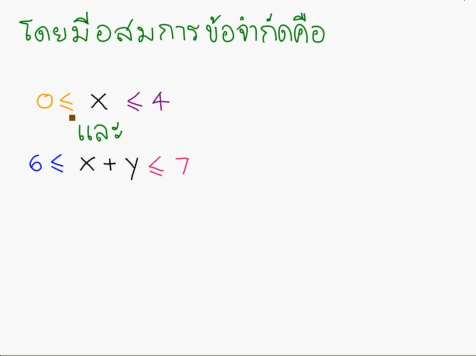 โดยมีอสมการข้อจำกัดคือ
0 ≤ x ≤ 4
และ
6 ≤ x + y ≤ 7